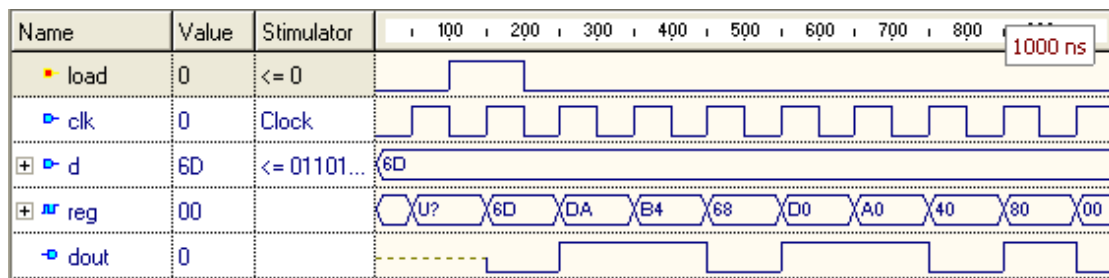 Name Value Stimulator 100 200 300 400 500 600 700 800
1000 ns
load 0 <= 0
clk 0 Clock
d 6D <= 01101... 6D
reg 00 U? 6D DA B4 68 D0 A0 40 80 00
dout 0